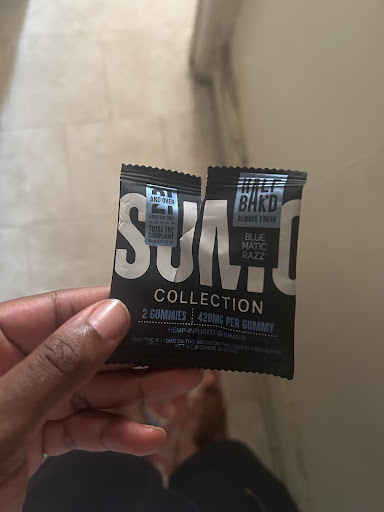 21
AND OVER
TOTAL THC
COMPLIANT
HALF
BAK'D
ALWAYS FRESH
BLUE
MATIC
RAZZ
SUMO
COLLECTION
2 GUMMIES | 420MG PER GUMMY
HEMP-INFUSED GUMMIES